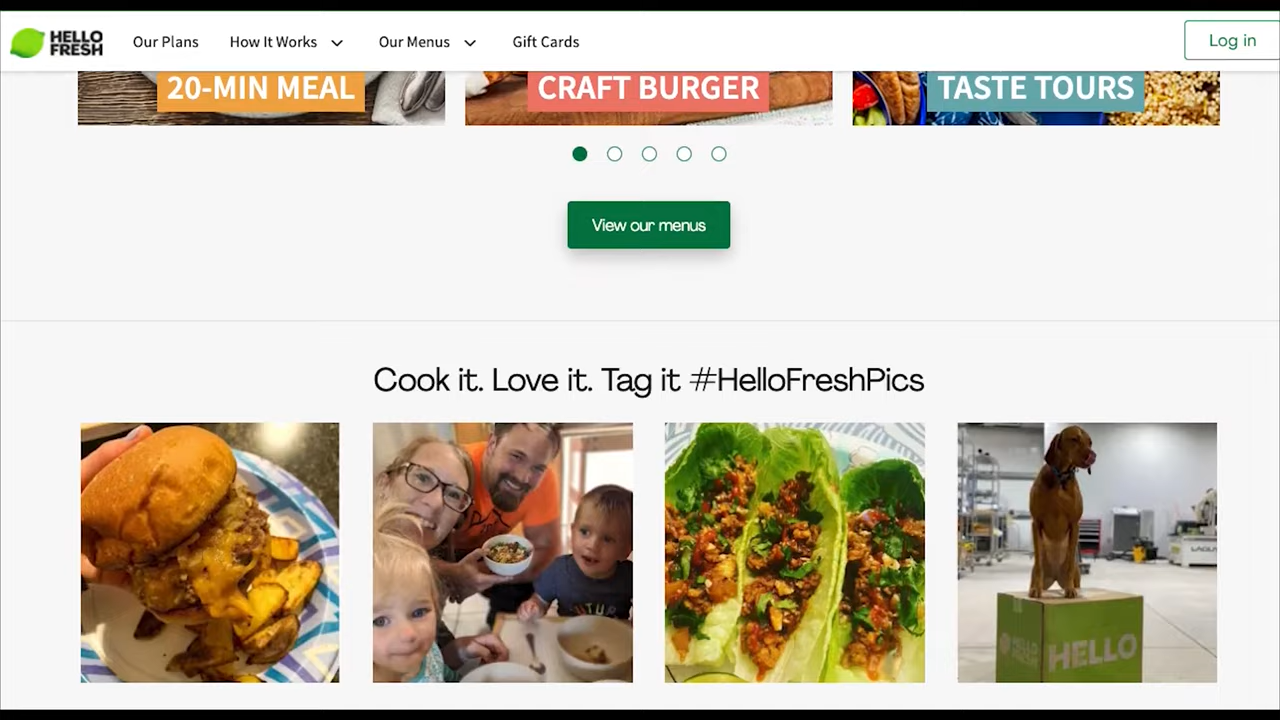 HELLO
FRESH
Our Plans
How It Works
Our Menus
Gift Cards
Log in
20-MIN MEAL
CRAFT BURGER
TASTE TOURS
View our menus
Cook it. Love it. Tag it #HelloFreshPics
HELLO